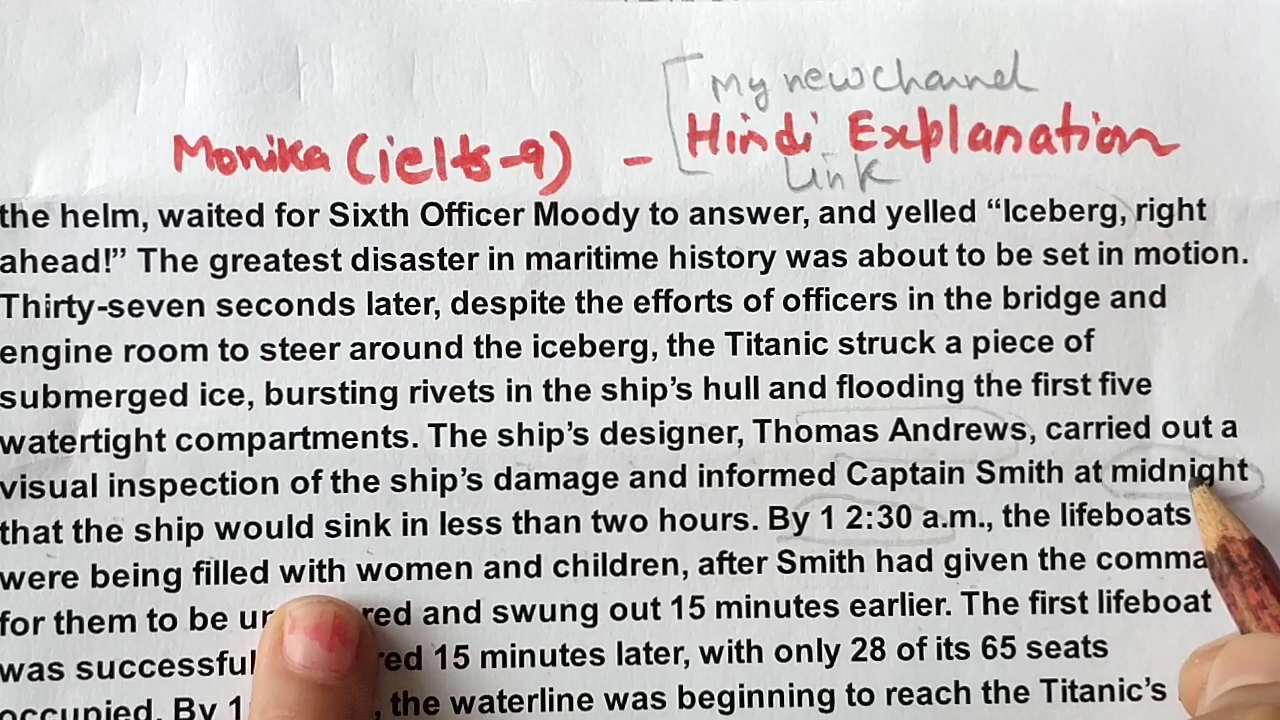 My new channel
Monika (ielts-9) - Hindi Explanation
Link
the helm, waited for Sixth Officer Moody to answer, and yelled “Iceberg, right
ahead!” The greatest disaster in maritime history was about to be set in motion.
Thirty-seven seconds later, despite the efforts of officers in the bridge and
engine room to steer around the iceberg, the Titanic struck a piece of
submerged ice, bursting rivets in the ship’s hull and flooding the first five
watertight compartments. The ship’s designer, Thomas Andrews, carried out a
visual inspection of the ship’s damage and informed Captain Smith at midnight
that the ship would sink in less than two hours. By 1 2:30 a.m., the lifeboats
were being filled with women and children, after Smith had given the
for them to be and swung out 15 minutes earlier. The first lifeboat
was 15 minutes later, with only 28 of its 65 seats
occupied. By the waterline was beginning to reach the Titanic’s